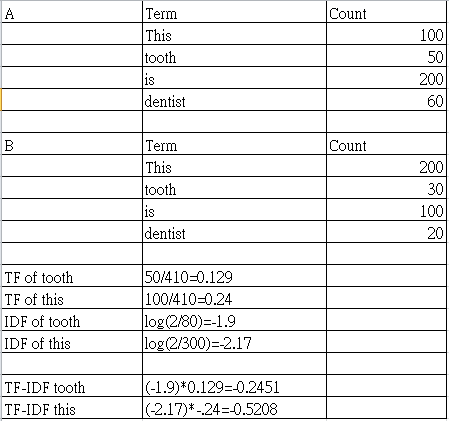 A Term Count
This 100
tooth 50
is 200
dentist 60
B Term Count
This 200
tooth 30
is 100
dentist 20
TF of tooth 50/410=0.129
TF of this 100/410=0.24
IDF of tooth log(2/80)=-1.9
IDF of this log(2/300)=-2.17
TF-IDF tooth (-1.9)*0.129=-0.2451
TF-IDF this (-2.17)*-.24=-0.5208